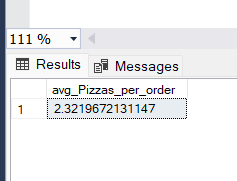 111 %
Results Messages
avg_Pizzas_per_order
1 2.3219672131147